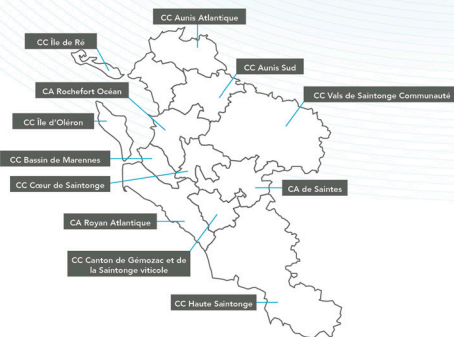 CC Aunis Atlantique
CC Île de Ré
CC Aunis Sud
CA Rochefort Océan
CC Vals de Saintonge Communauté
CC Île d'Oléron
CC Bassin de Marennes
CC Cœur de Saintonge
CA de Saintes
CA Royan Atlantique
CC Canton de Gémozac et de
la Saintonge viticole
CC Haute Saintonge